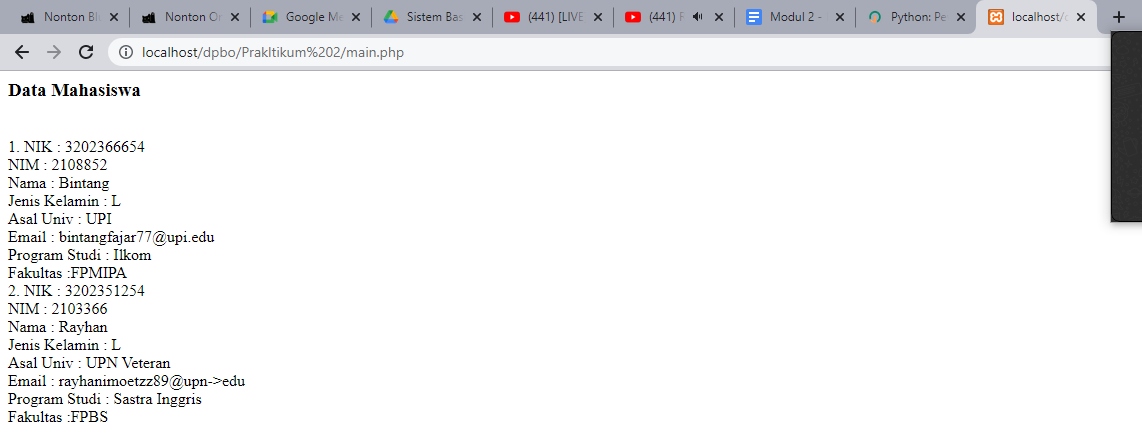 Nonton Blu
Nonton Or
Google Me
Sistem Bas
(441) [LIVE
(441) F
Modul 2 -
Python: Pe
localhost/d
localhost/dpbo/Prakltikum%202/main.php
Data Mahasiswa
1. NIK : 3202366654
NIM : 2108852
Nama : Bintang
Jenis Kelamin : L
Asal Univ : UPI
Email : bintangfajar77@upi.edu
Program Studi : Ilkom
Fakultas :FPMIPA
2. NIK : 3202351254
NIM : 2103366
Nama : Rayhan
Jenis Kelamin : L
Asal Univ : UPN Veteran
Email : rayhanimoetzz89@upn->edu
Program Studi : Sastra Inggris
Fakultas :FPBS